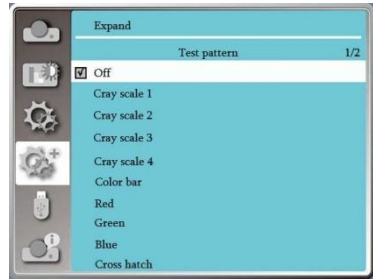 Expand
Test pattern 1/2
Off
Cray scale 1
Cray scale 2
Cray scale 3
Cray scale 4
Color bar
Red
Green
Blue
Cross hatch